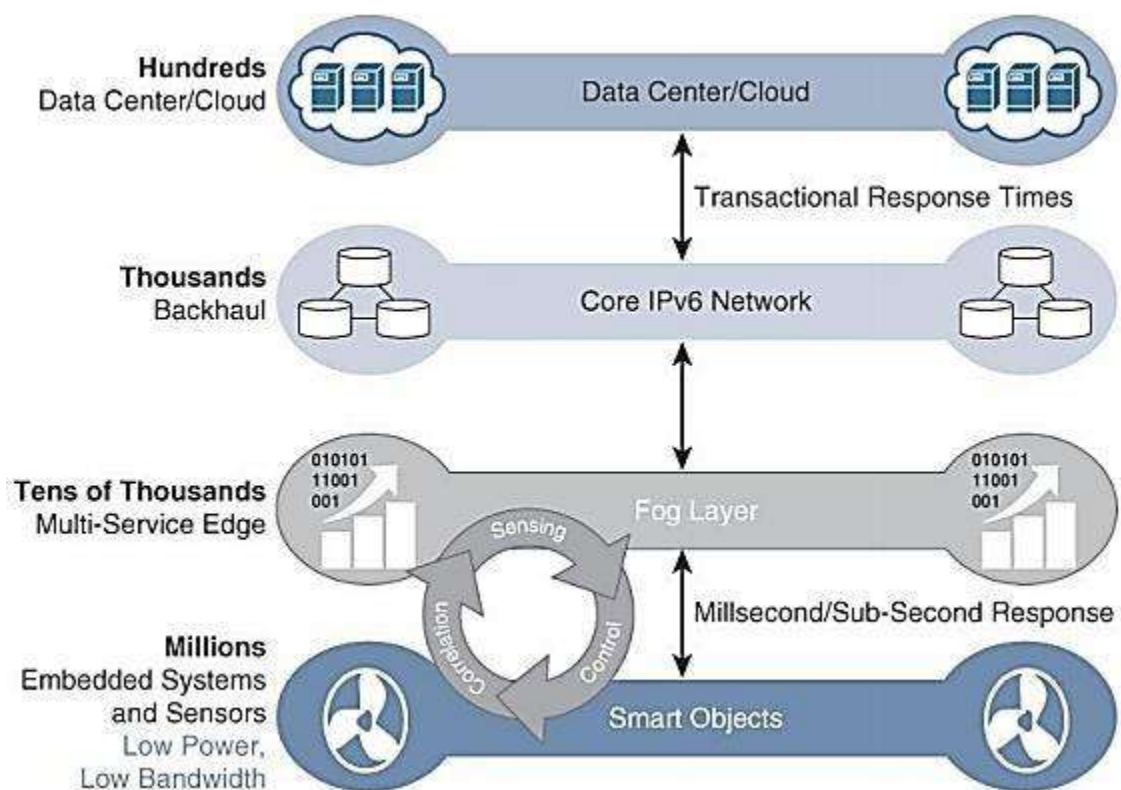 Hundreds
Data Center/Cloud
Data Center/Cloud
Transactional Response Times
Thousands
Backhaul
Core IPv6 Network
010101
11001
001
Tens of Thousands
Multi-Service Edge
Fog Layer
010101
11001
001
Sensing
Control
Correlation
Millsecond/Sub-Second Response
Millions
Embedded Systems
and Sensors
Low Power,
Low Bandwidth
Smart Objects